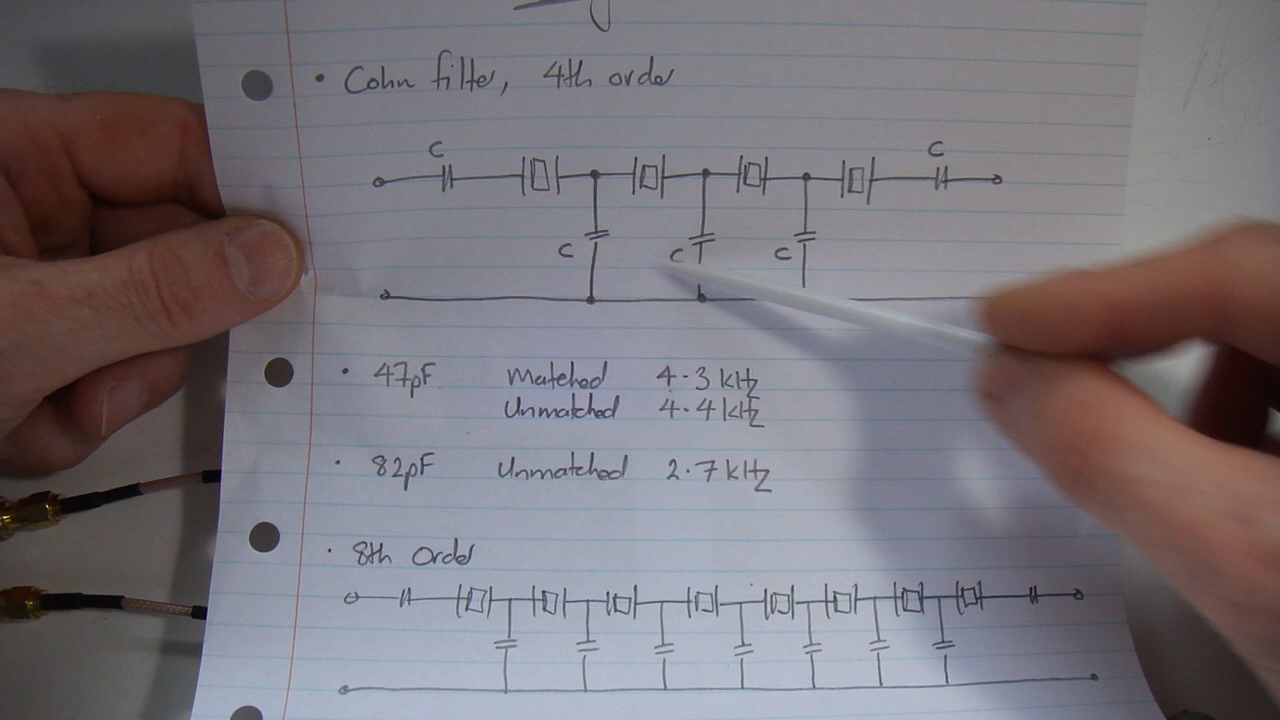 • Cohn filter, 4th order
C C
C C C
• 47pF Matched 4.3 kHz
Unmatched 4.4 kHz
• 82pF Unmatched 2.7 kHz
• 8th Order